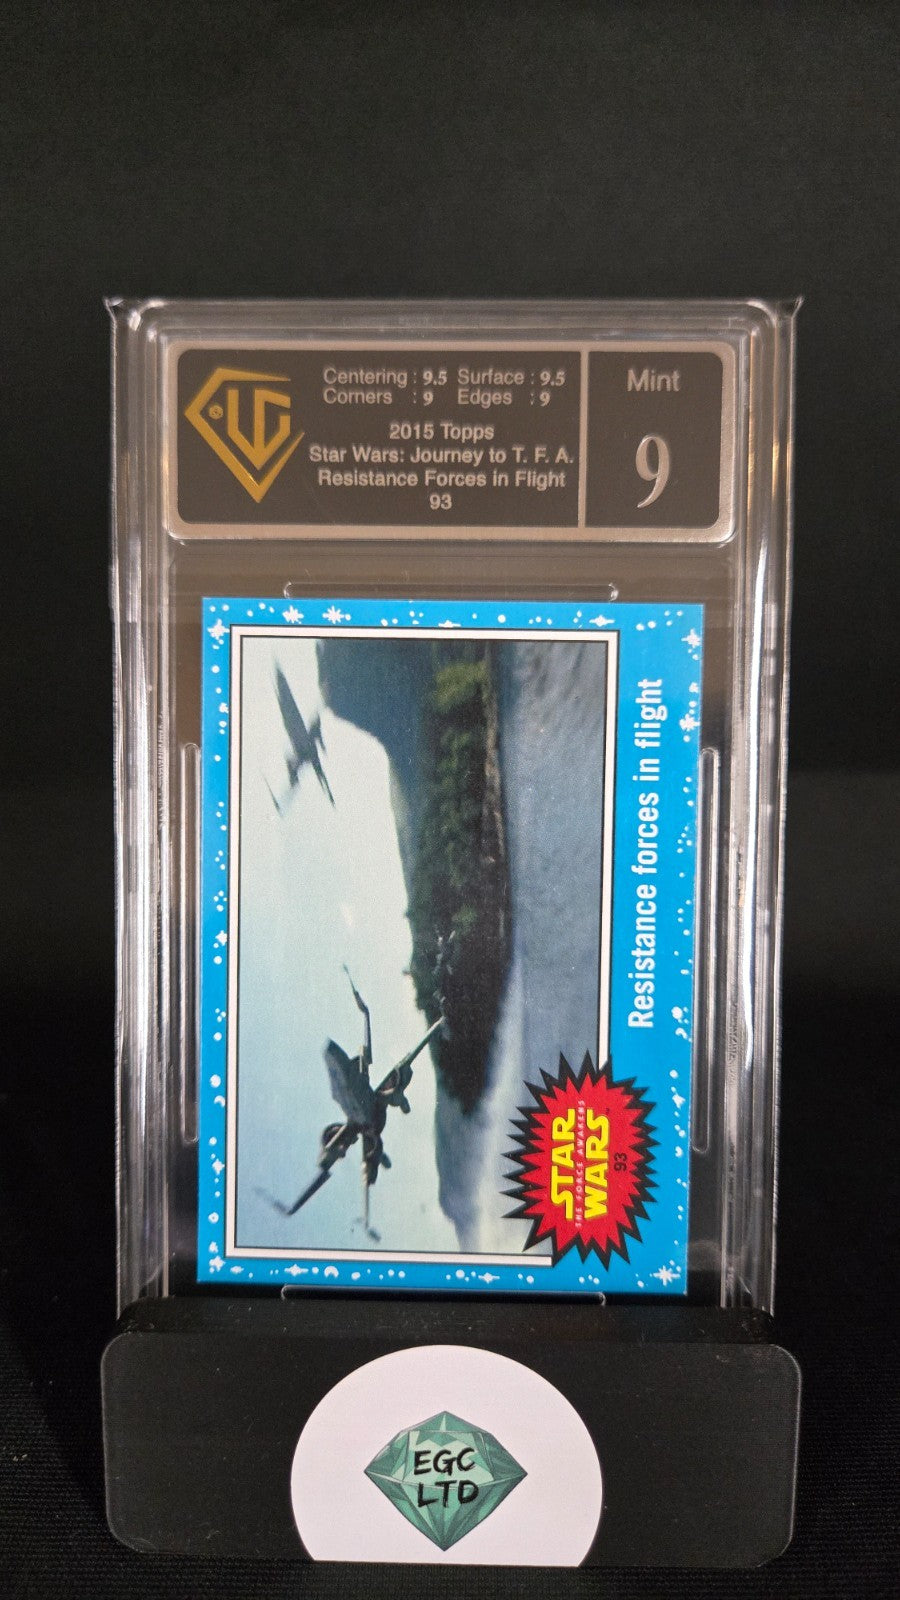 Centering : 9.5 Surface : 9.5
Corners : 9 Edges : 9
2015 Topps
Star Wars: Journey to T. F. A.
Resistance Forces in Flight
93
Mint
9
Resistance forces in flight
STAR
THE FORCE AWAKENS
WARS
93
EGC
LTD